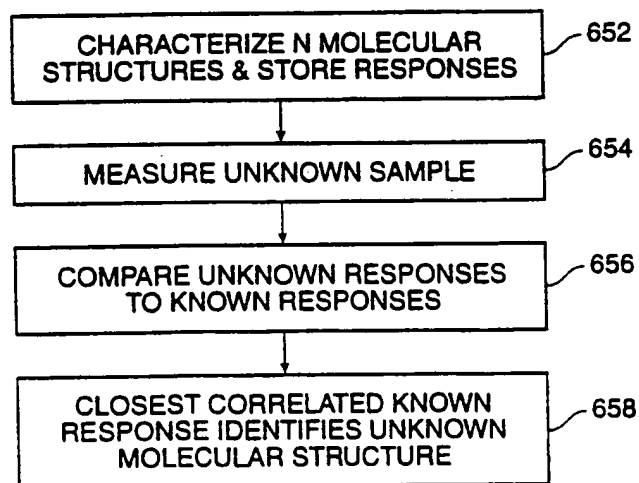 CHARACTERIZE N MOLECULAR
STRUCTURES & STORE RESPONSES
652
MEASURE UNKNOWN SAMPLE
654
COMPARE UNKNOWN RESPONSES
TO KNOWN RESPONSES
656
CLOSEST CORRELATED KNOWN
RESPONSE IDENTIFIES UNKNOWN
MOLECULAR STRUCTURE
658